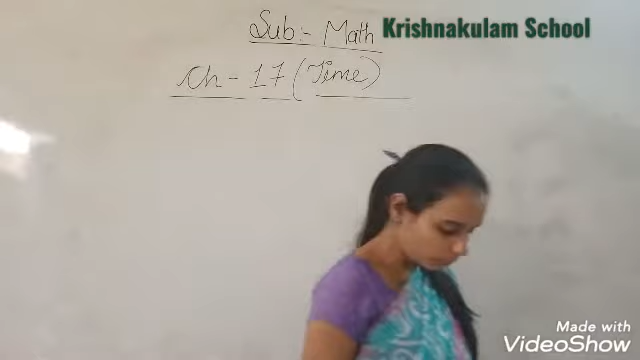 Sub:- Math Krishnakulam School
Ch - 17 (Time)
Made with
VideoShow